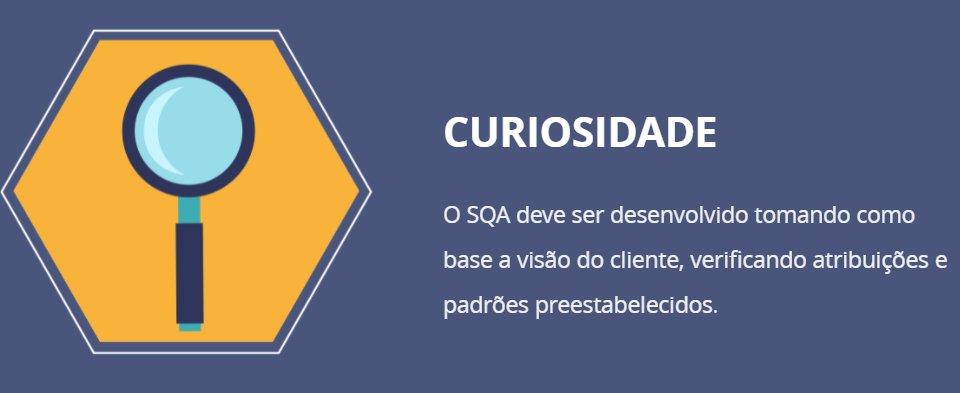 CURIOSIDADE
O SQA deve ser desenvolvido tomando como
base a visão do cliente, verificando atribuições e
padrões preestabelecidos.